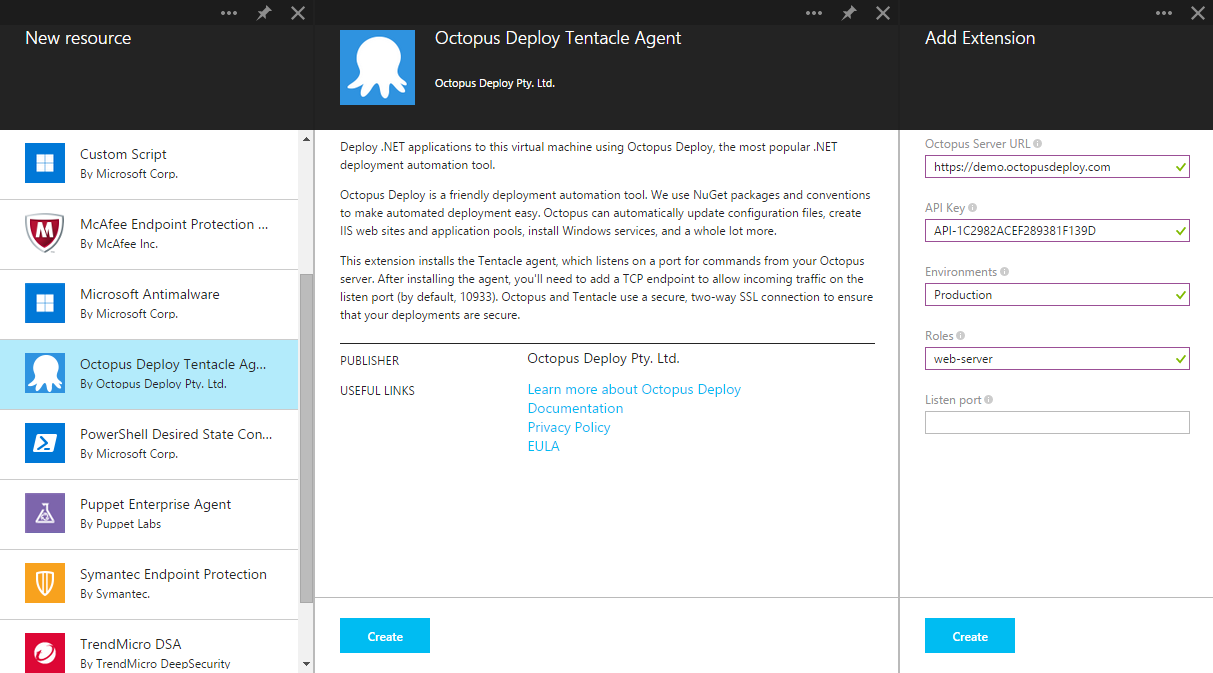 New resource
Custom Script
By Microsoft Corp.
McAfee Endpoint Protection ...
By McAfee Inc.
Microsoft Antimalware
By Microsoft Corp.
Octopus Deploy Tentacle Ag...
By Octopus Deploy Pty. Ltd.
PowerShell Desired State Con...
By Microsoft Corp.
Puppet Enterprise Agent
By Puppet Labs
Symantec Endpoint Protection
By Symantec.
TrendMicro DSA
By TrendMicro DeepSecurity
Octopus Deploy Tentacle Agent
Octopus Deploy Pty. Ltd.
Deploy .NET applications to this virtual machine using Octopus Deploy, the most popular .NET
deployment automation tool.
Octopus Deploy is a friendly deployment automation tool. We use NuGet packages and conventions
to make automated deployment easy. Octopus can automatically update configuration files, create
IIS web sites and application pools, install Windows services, and a whole lot more.
This extension installs the Tentacle agent, which listens on a port for commands from your Octopus
server. After installing the agent, you'll need to add a TCP endpoint to allow incoming traffic on the
listen port (by default, 10933). Octopus and Tentacle use a secure, two-way SSL connection to ensure
that your deployments are secure.
PUBLISHER
Octopus Deploy Pty. Ltd.
USEFUL LINKS
Learn more about Octopus Deploy
Documentation
Privacy Policy
EULA
Create
Add Extension
Octopus Server URL
https://demo.octopusdeploy.com
API Key
API-1C2982ACEF289381F139D
Environments
Production
Roles
web-server
Listen port
Create